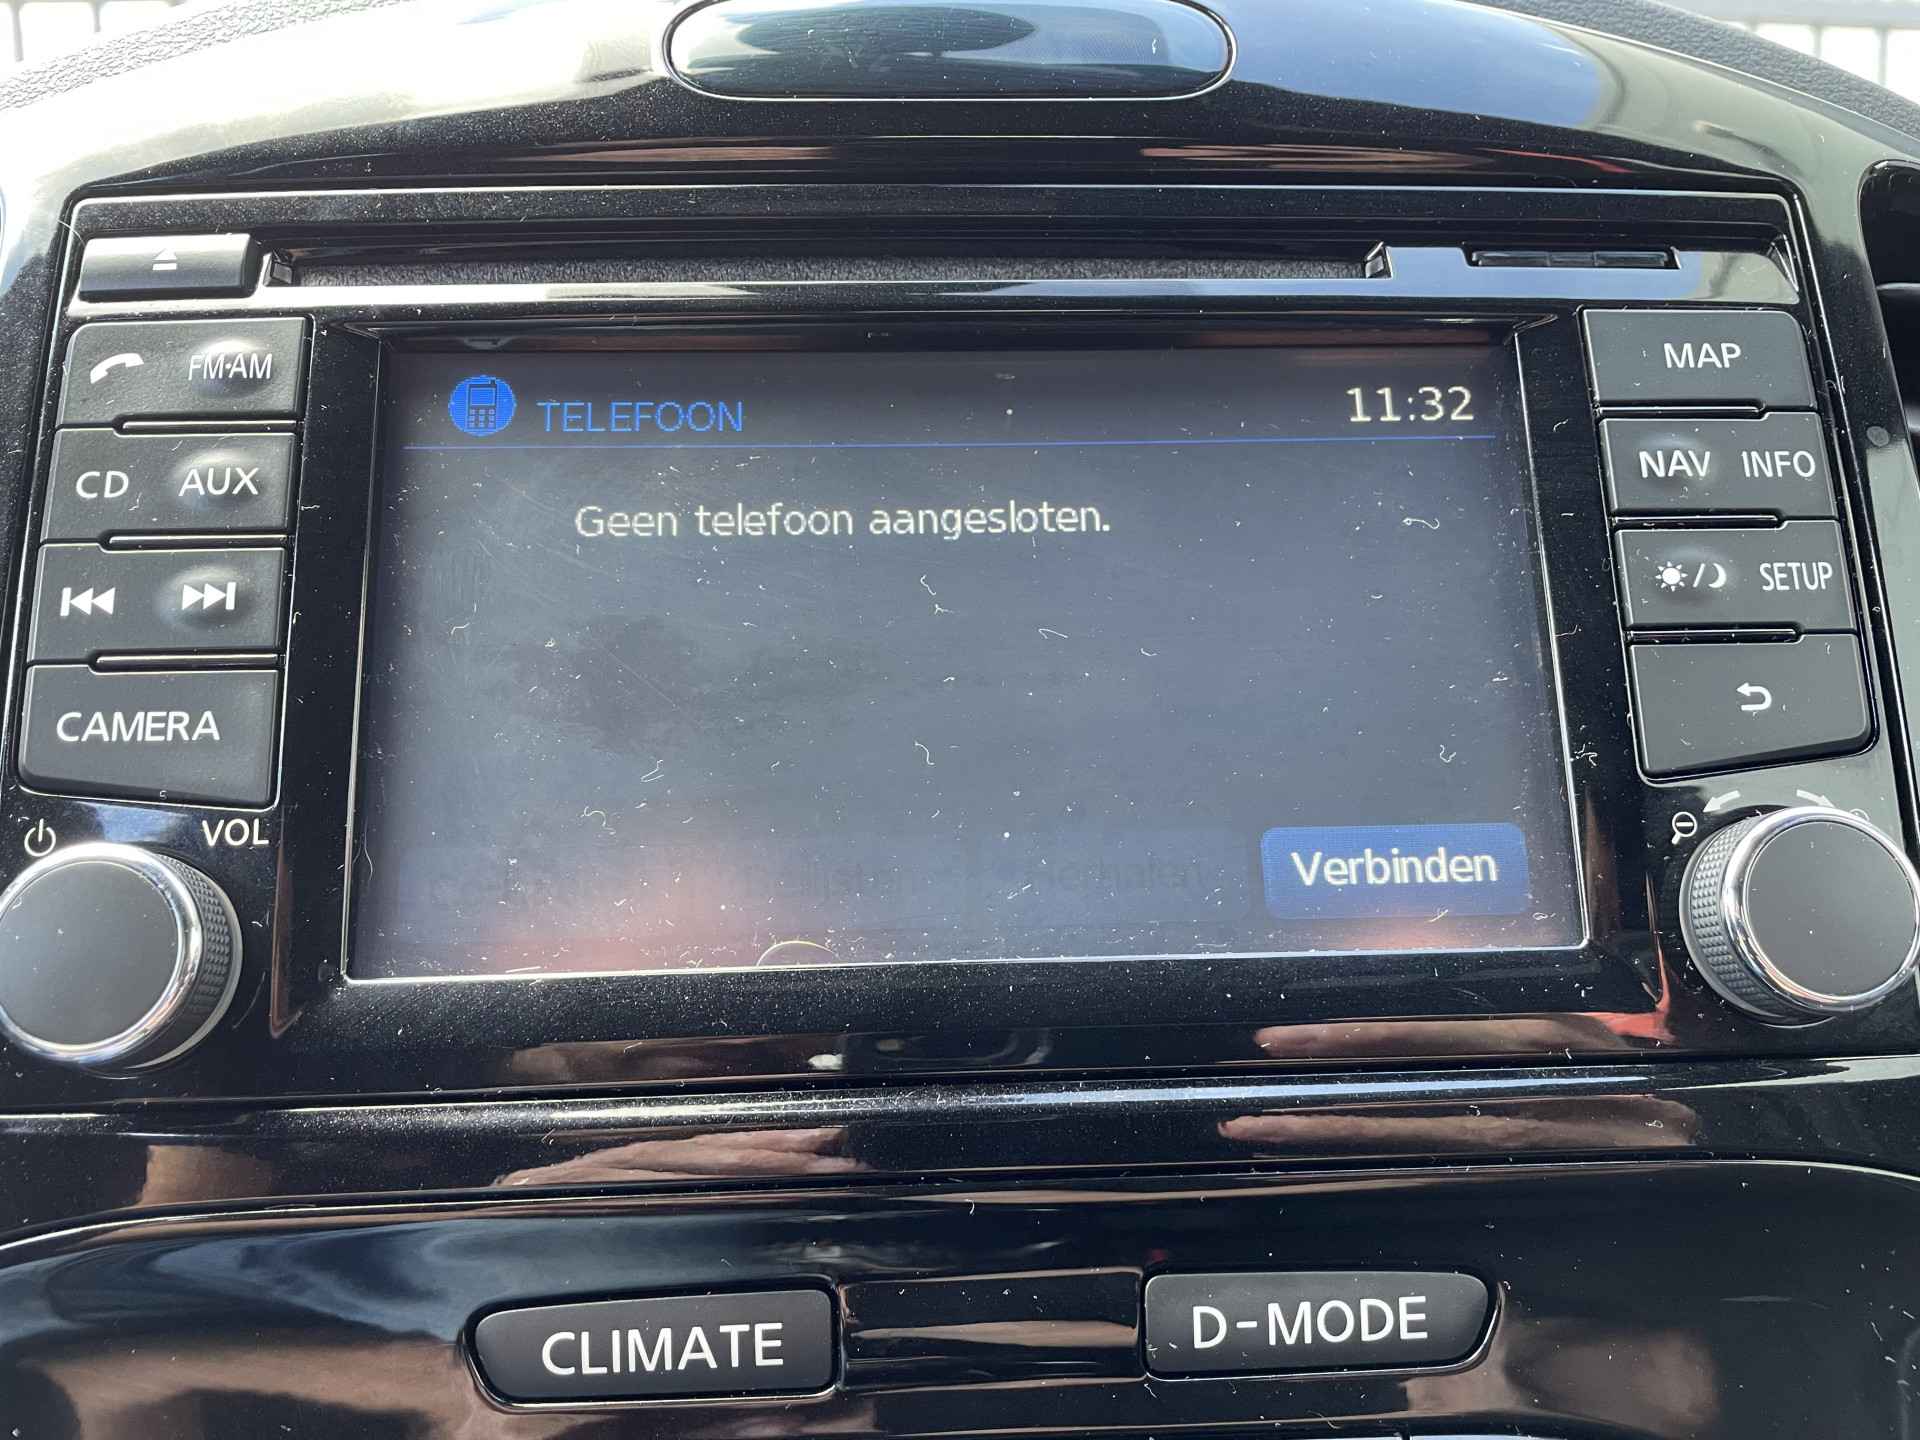 FM·AM
CD AUX
CAMERA
VOL
TELEFOON 11:32
Geen telefoon aangesloten.
Herhalen
Verbinden
MAP
NAV INFO
SETUP
CLIMATE
D-MODE